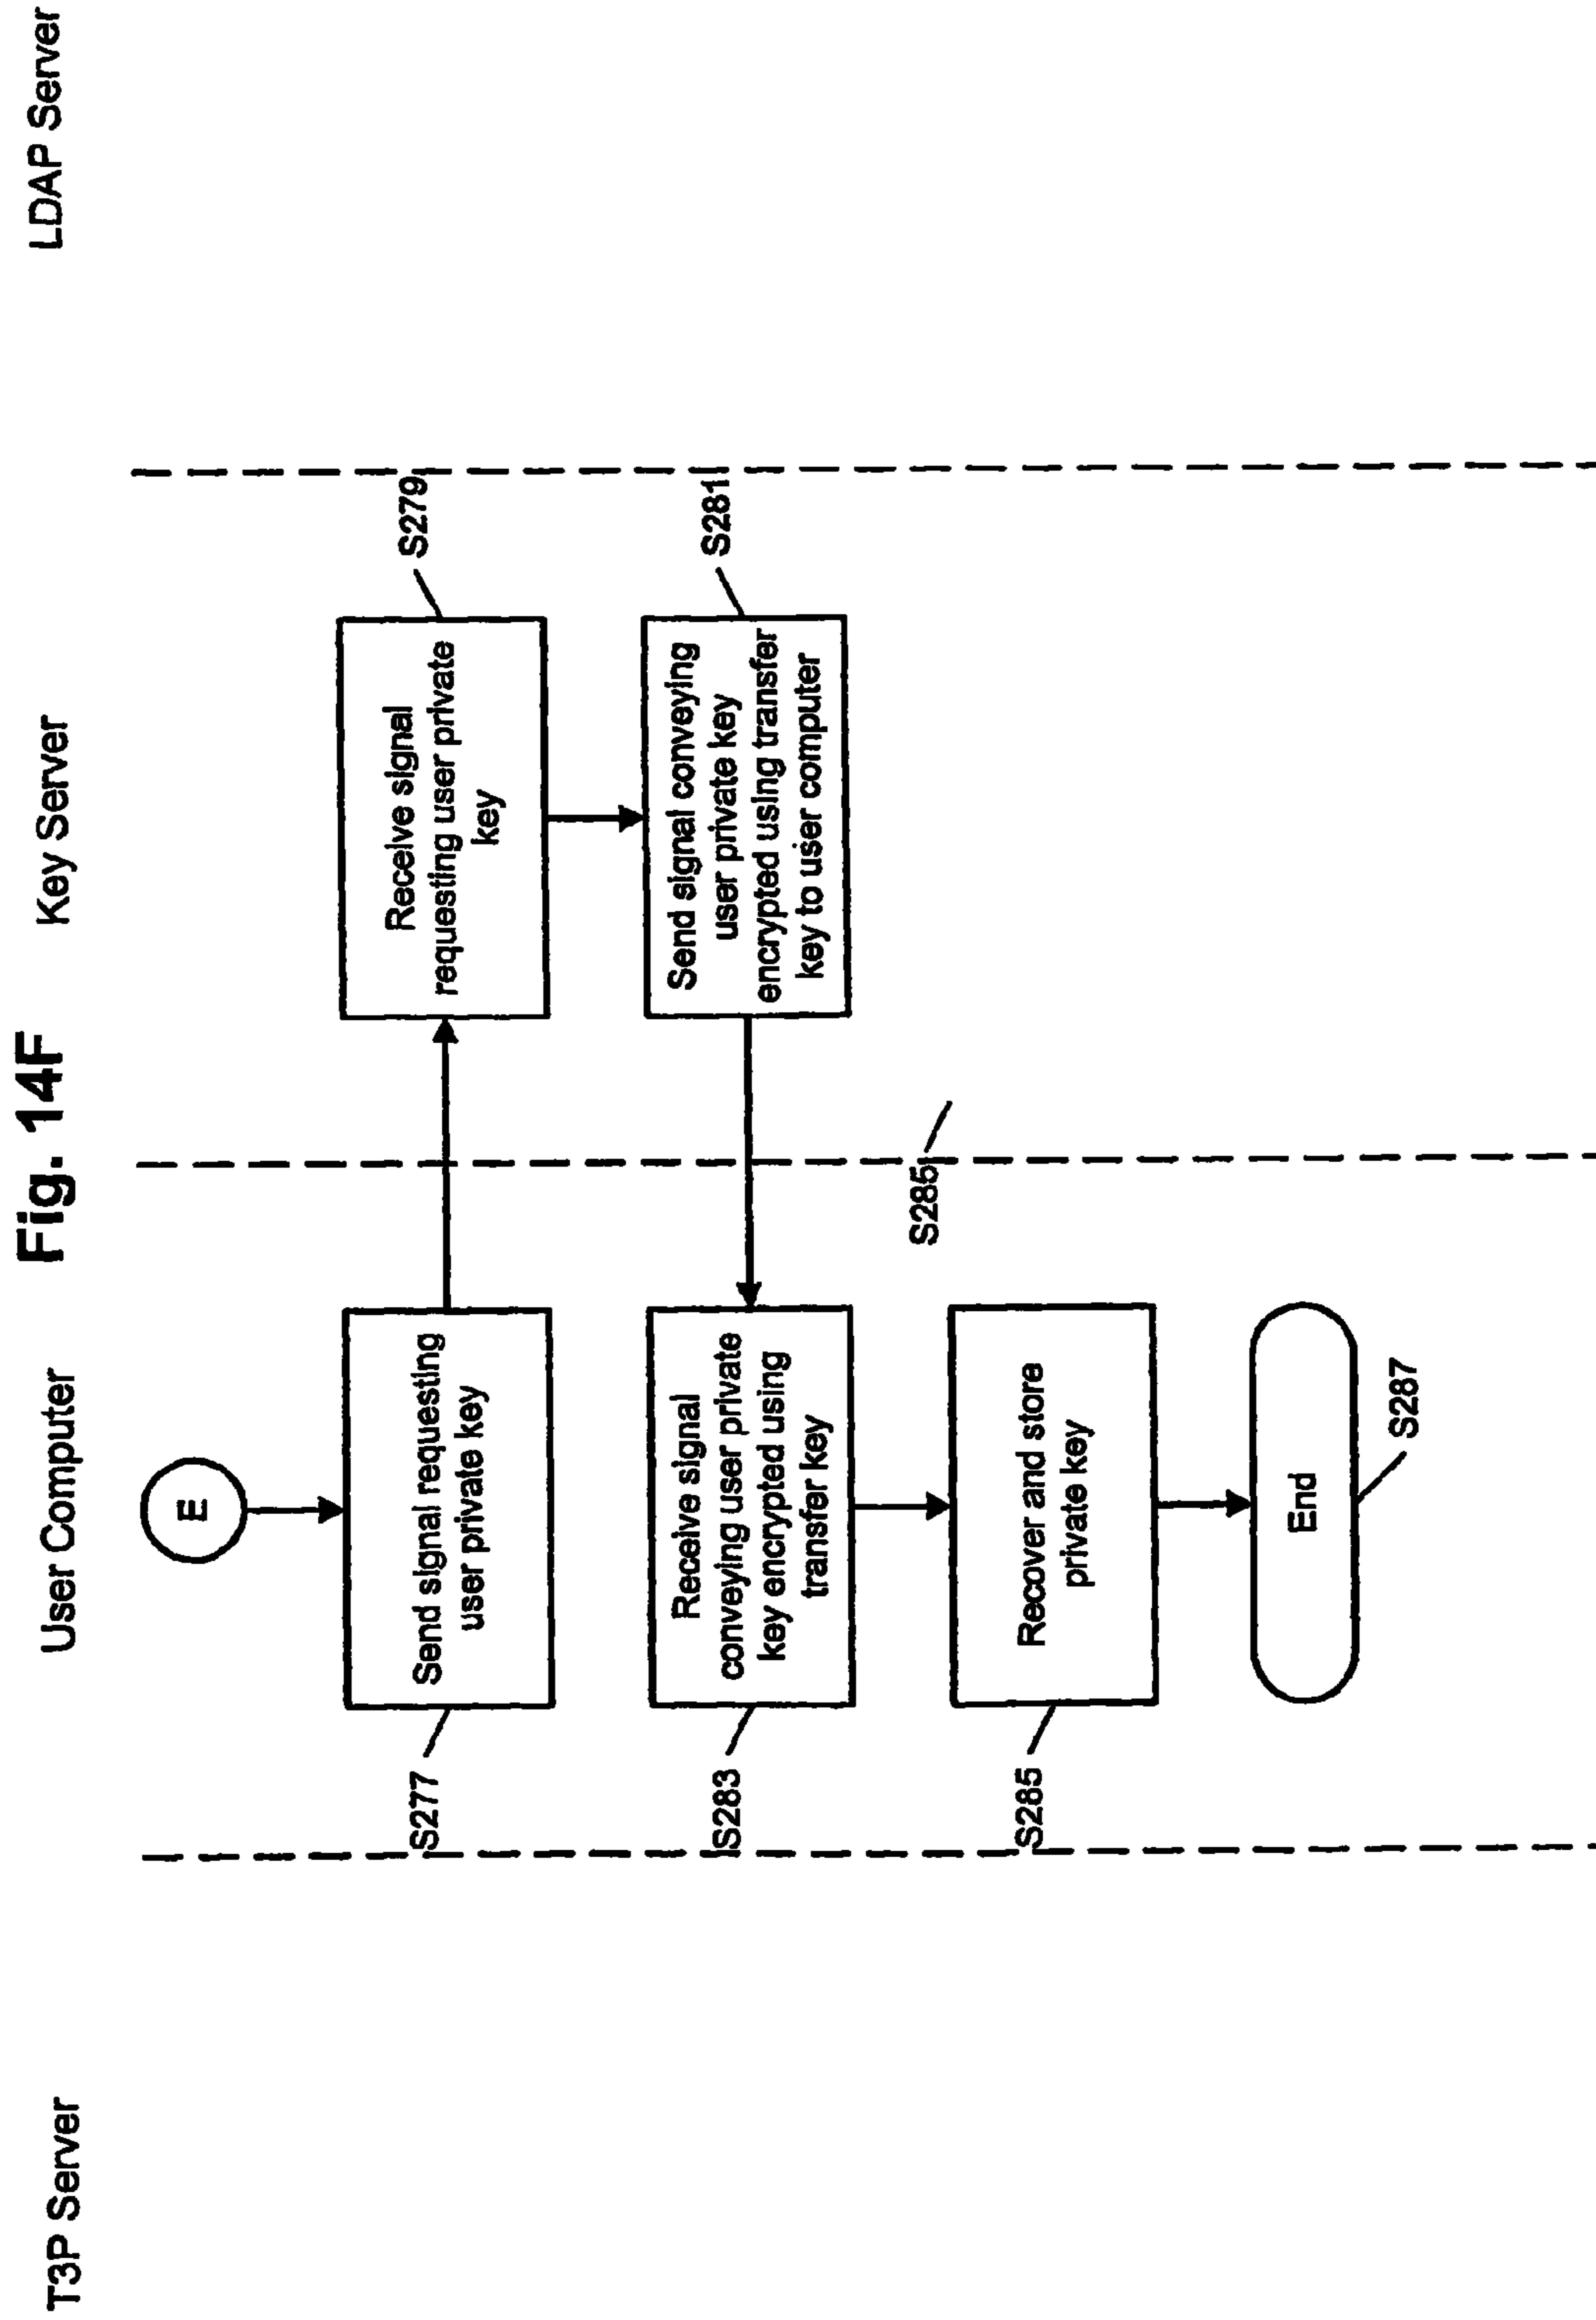 Fig. 14F
T3P Server
User Computer
Key Server
LDAP Server
E
Send signal requesting
user private key
S277
Receive signal
requesting user private
key
S279
Send signal conveying
user private key
encrypted using transfer
key to user computer
S281
Receive signal
conveying user private
key encrypted using
transfer key
S283
S285
Recover and store
private key
S285
End
S287